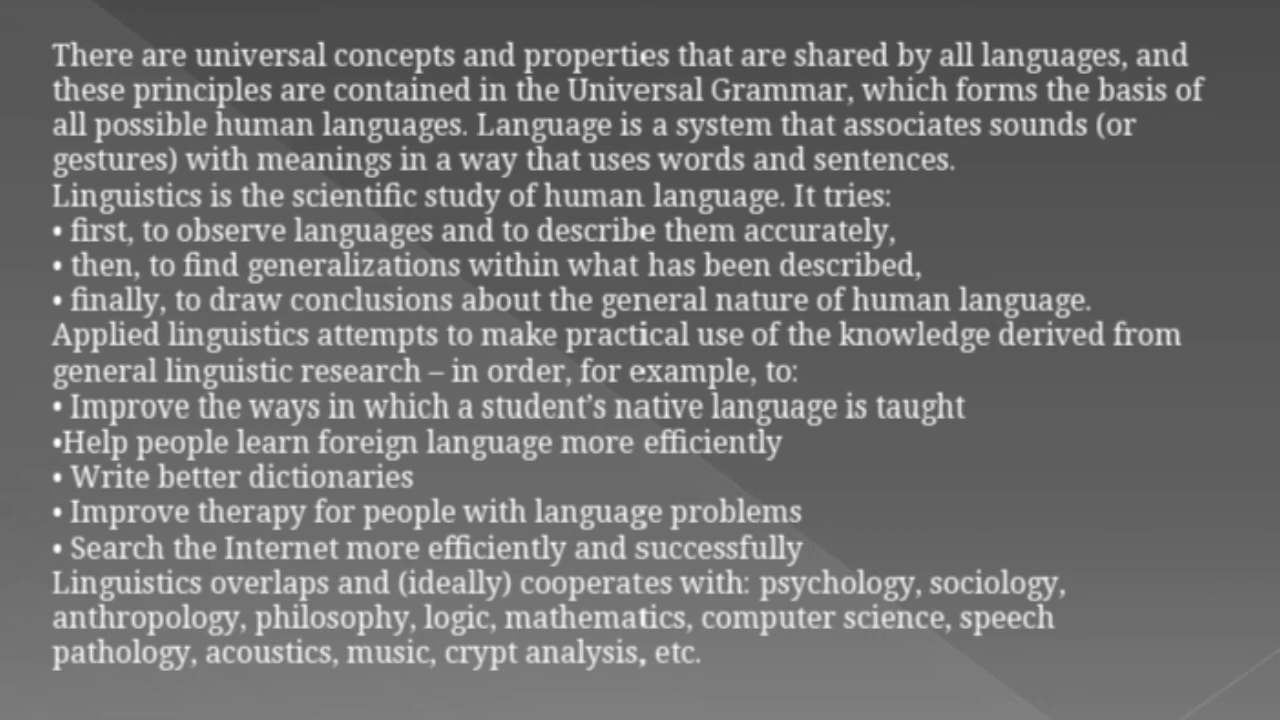 There are universal concepts and properties that are shared by all languages, and
these principles are contained in the Universal Grammar, which forms the basis of
all possible human languages. Language is a system that associates sounds (or
gestures) with meanings in a way that uses words and sentences.
Linguistics is the scientific study of human language. It tries:
• first, to observe languages and to describe them accurately,
• then, to find generalizations within what has been described,
• finally, to draw conclusions about the general nature of human language.
Applied linguistics attempts to make practical use of the knowledge derived from
general linguistic research – in order, for example, to:
• Improve the ways in which a student’s native language is taught
•Help people learn foreign language more efficiently
• Write better dictionaries
• Improve therapy for people with language problems
• Search the Internet more efficiently and successfully
Linguistics overlaps and (ideally) cooperates with: psychology, sociology,
anthropology, philosophy, logic, mathematics, computer science, speech
pathology, acoustics, music, crypt analysis, etc.